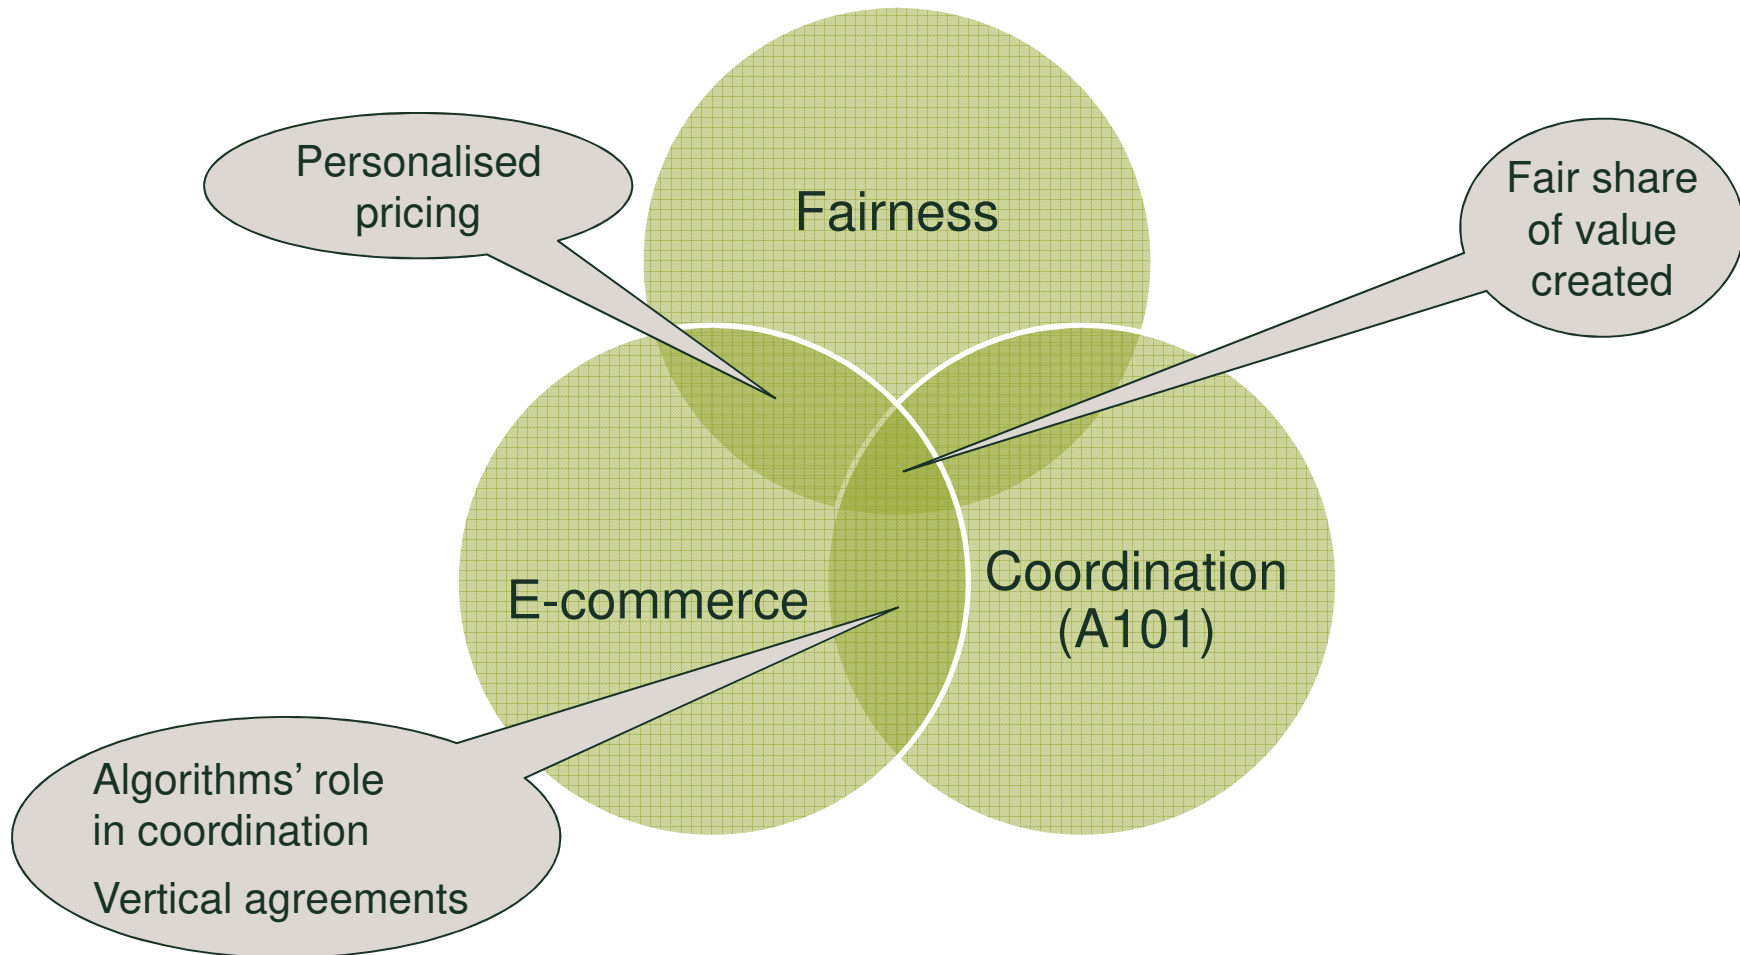 Personalised
pricing
Fairness
Fair share
of value
created
E-commerce
Coordination
(A101)
Algorithms’ role
in coordination
Vertical agreements